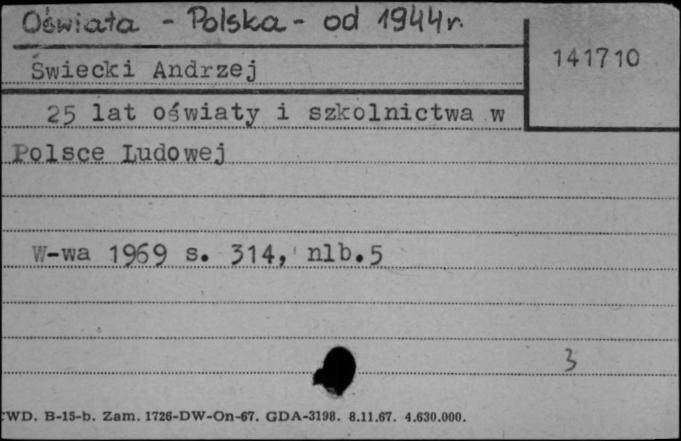 Oświata - Polska - od 1944r.
141710
Świecki Andrzej
25 lat oświaty i szkolnictwa w
Polsce Ludowej
W-wa 1969 s. 314, nlb.5
3
CWD. B-15-b. Zam. 1726-DW-On-67. GDA-3198. 8.11.67. 4.630.000.